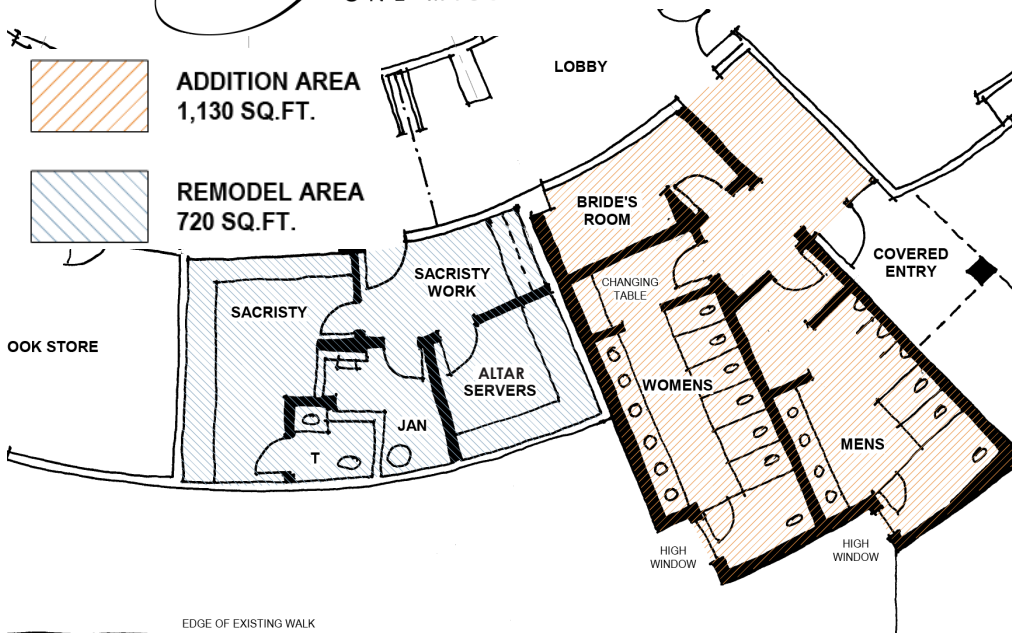 LOBBY
ADDITION AREA
1,130 SQ.FT.
REMODEL AREA
720 SQ.FT.
BRIDE'S
ROOM
COVERED
ENTRY
SACRISTY
WORK
CHANGING
TABLE
SACRISTY
OOK STORE
ALTAR
SERVERS
WOMENS
JAN
MENS
T
HIGH
WINDOW
HIGH
WINDOW
EDGE OF EXISTING WALK